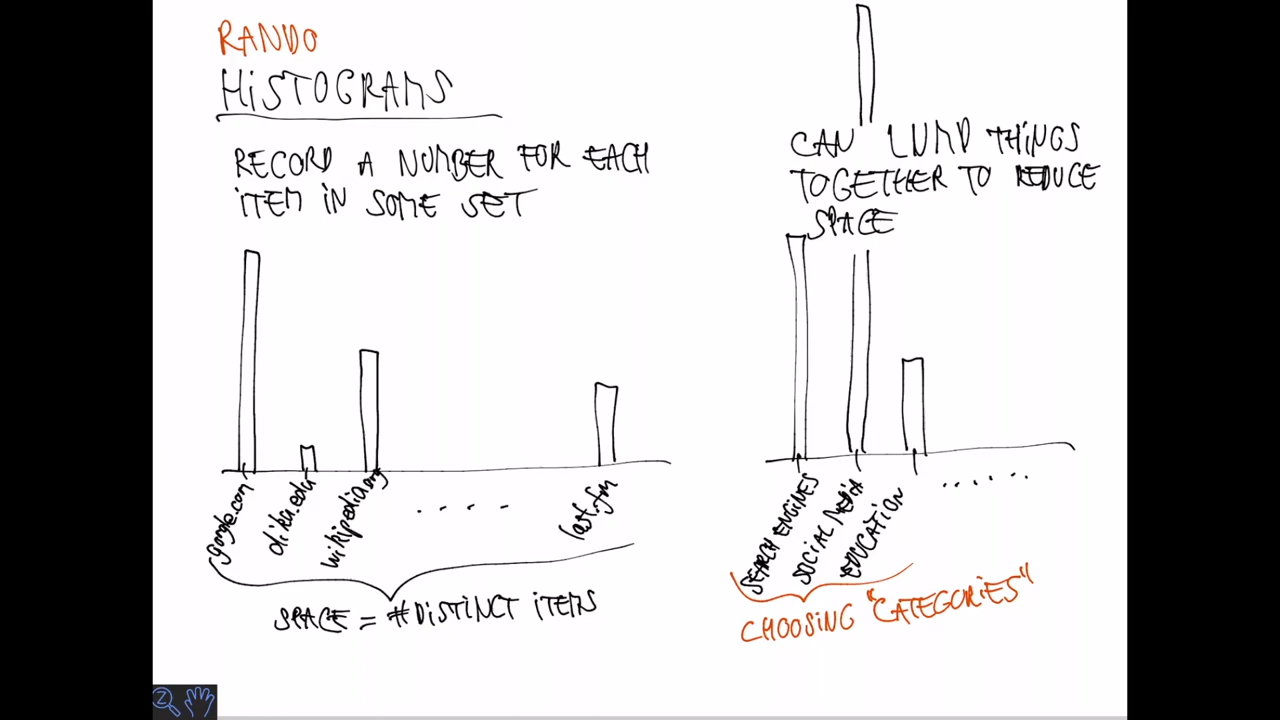 RANDO
HISTOGRAMS
RECORD A NUMBER FOR EACH
ITEM IN SOME SET
google.com
diku.edu
wikipedia.org
. . . .
last.fm
SPACE = # DISTINCT ITEMS
CAN LUMP THINGS
TOGETHER TO REDUCE
SPACE
SEARCH ENGINES
SOCIAL MEDIA
EDUCATION
. . . . . .
CHOOSING "CATEGORIES"
Z